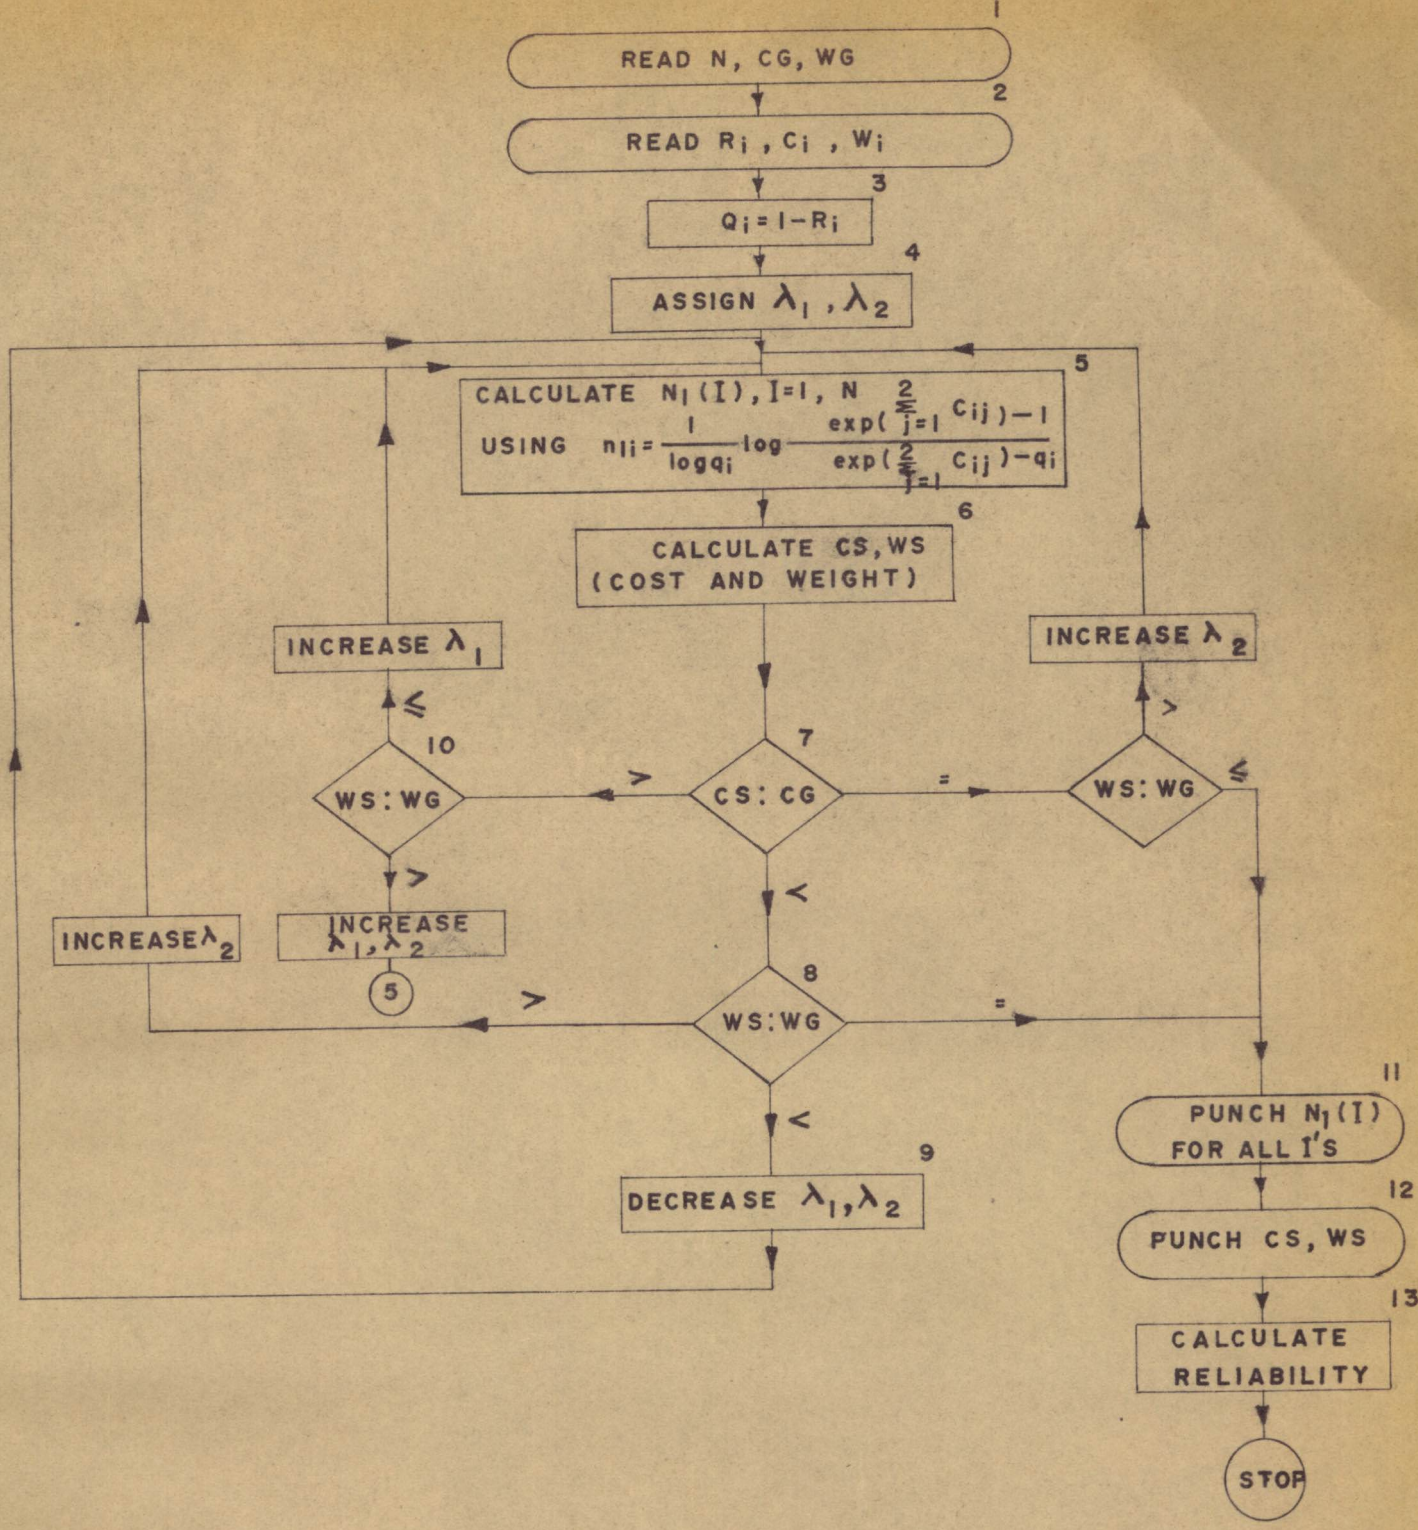 1
READ N, CG, WG
2
READ Ri , Ci , Wi
3
Qi = 1 - Ri
4
ASSIGN λ1 , λ2
5
CALCULATE N1(I), I=1, N
USING n1i = 1/log qi log exp( 2 Σ j=1 Cij ) - 1 / exp( 2 Σ j=1 Cij ) - qi
6
CALCULATE CS, WS
(COST AND WEIGHT)
INCREASE λ1
INCREASE λ2
≤
>
10
7
WS : WG
>
CS : CG
=
WS : WG
≤
>
<
INCREASE λ2
INCREASE
λ1, λ2
5
8
>
WS : WG
=
<
11
PUNCH N1(I)
FOR ALL I'S
9
DECREASE λ1, λ2
12
PUNCH CS, WS
13
CALCULATE
RELIABILITY
STOP